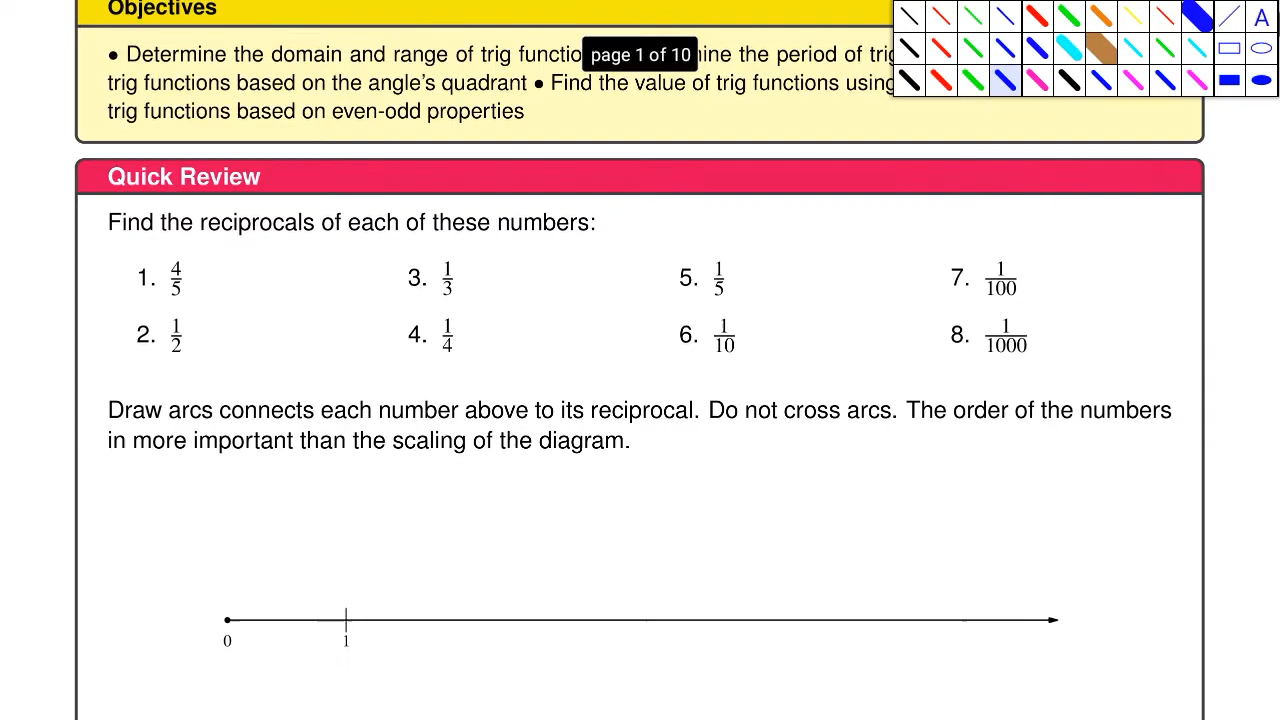 Objectives
• Determine the domain and range of trig functio
page 1 of 10
ine the period of trig
trig functions based on the angle's quadrant • Find the value of trig functions using
trig functions based on even-odd properties
A
Quick Review
Find the reciprocals of each of these numbers:
1. 4/5 3. 1/3 5. 1/5 7. 1/100
2. 1/2 4. 1/4 6. 1/10 8. 1/1000
Draw arcs connects each number above to its reciprocal. Do not cross arcs. The order of the numbers
in more important than the scaling of the diagram.
0 1